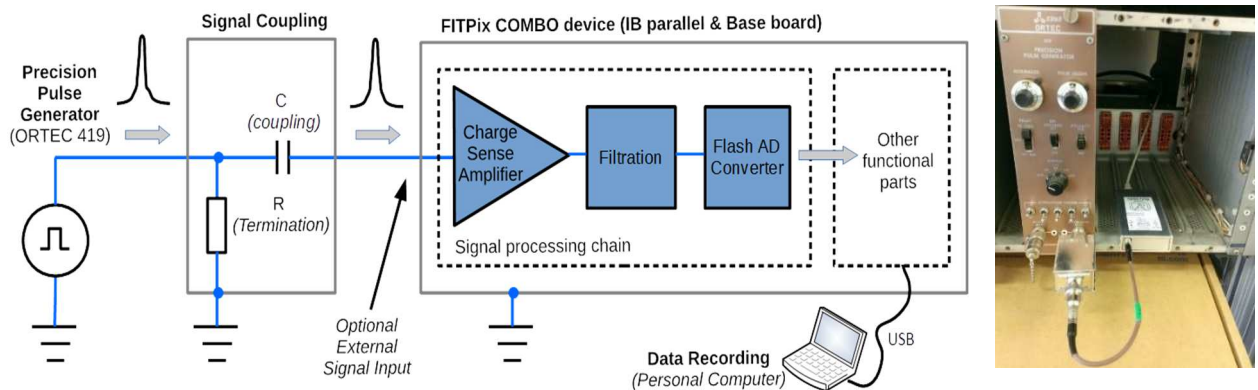 Signal Coupling
FITPix COMBO device (IB parallel & Base board)
Precision
Pulse
Generator
(ORTEC 419)
C
(coupling)
R
(Termination)
Charge
Sense
Amplifier
Filtration
Flash AD
Converter
Signal processing chain
Other
functional
parts
Optional
External
Signal Input
USB
Data Recording
(Personal Computer)
ORTEC
PRECISION
PULSE GENERATOR